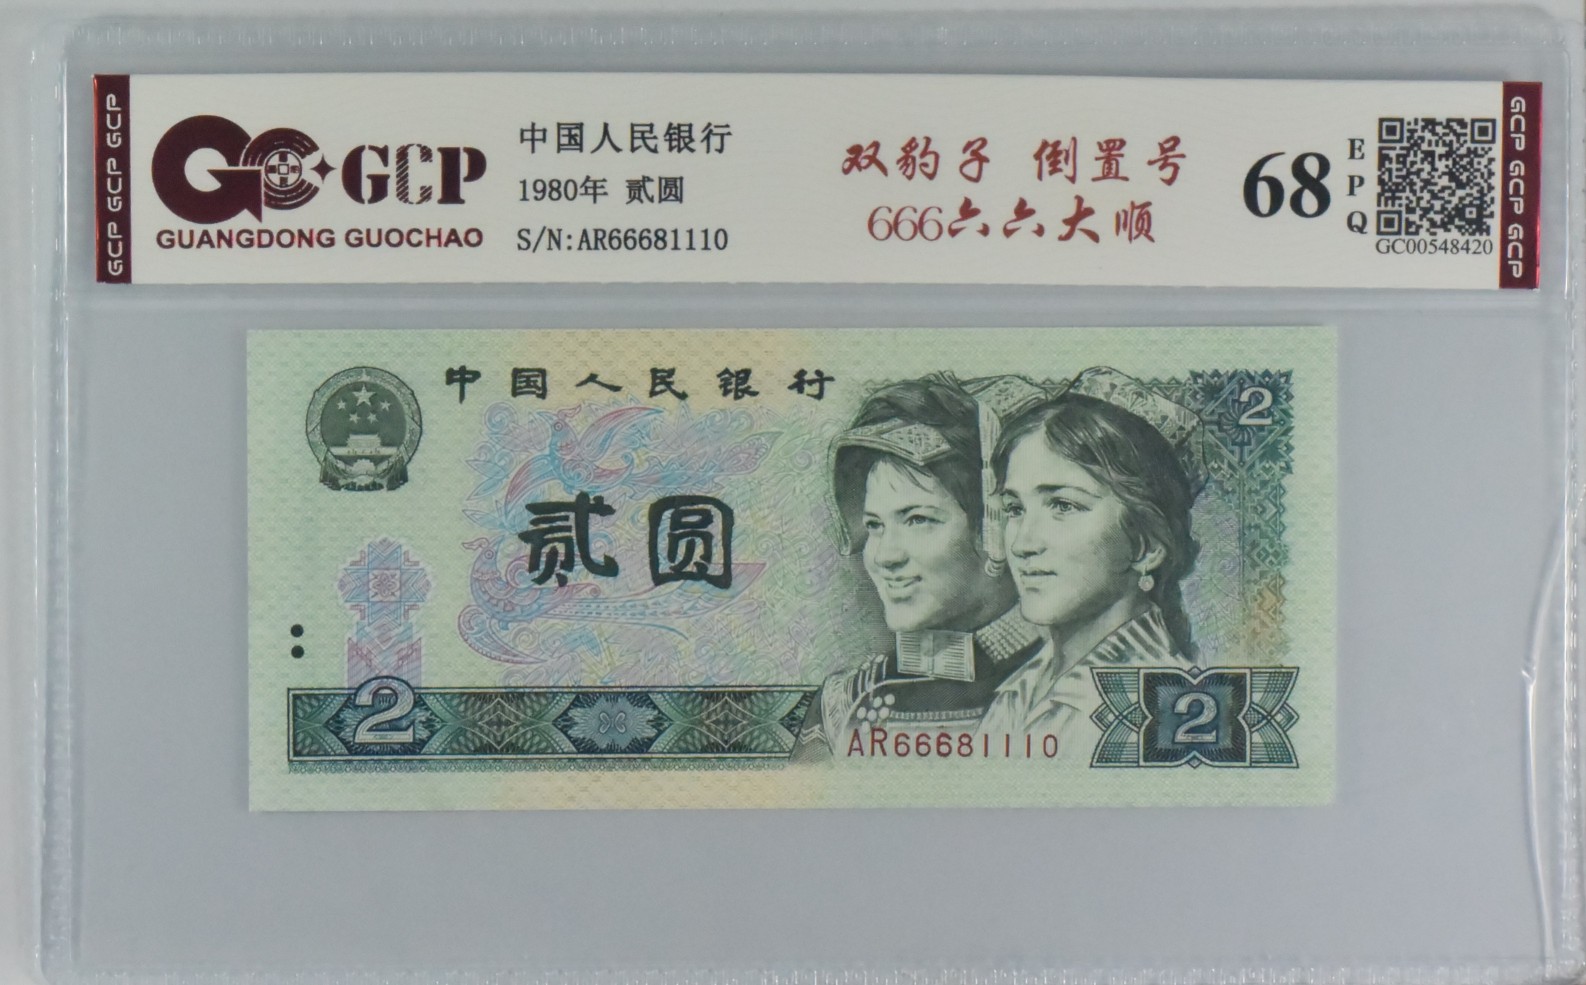 GCP GCP GCP
GCP
GUANGDONG GUOCHAO
中国人民银行
1980年 贰圆
S/N:AR66681110
双豹子 倒置号
666六六大顺
68
EPQ
GC00548420
GCP GCP GCP
中国人民银行
2
贰圆
2
AR66681110
2